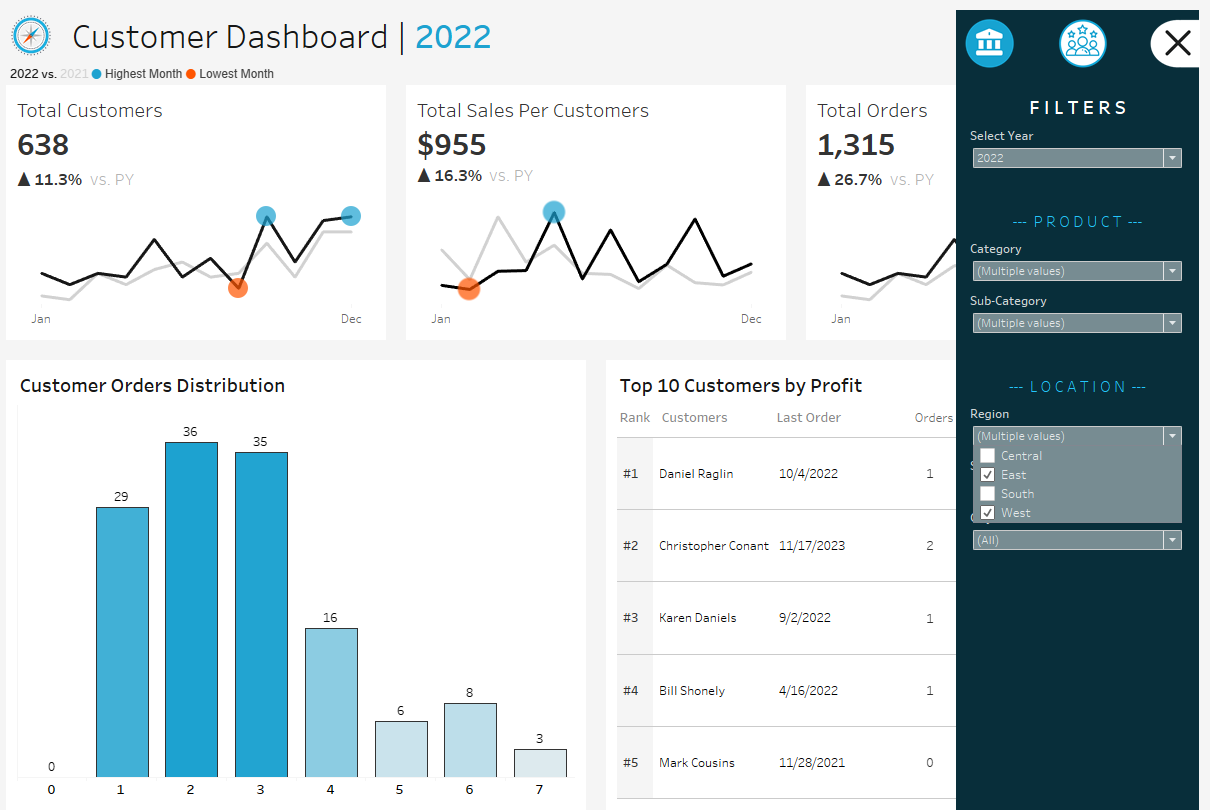 Customer Dashboard | 2022
2022 vs. 2021 Highest Month Lowest Month
Total Customers
638
▲ 11.3% vs. PY
Jan Dec
Total Sales Per Customers
$955
▲ 16.3% vs. PY
Jan Dec
Total Orders
1,315
▲ 26.7% vs. PY
Jan
Customer Orders Distribution
0 29 36 35 16 6 8 3
0 1 2 3 4 5 6 7
Top 10 Customers by Profit
Rank Customers Last Order Orders
#1 Daniel Raglin 10/4/2022 1
#2 Christopher Conant 11/17/2023 2
#3 Karen Daniels 9/2/2022 1
#4 Bill Shonely 4/16/2022 1
#5 Mark Cousins 11/28/2021 0
FILTERS
Select Year
2022
--- PRODUCT ---
Category
(Multiple values)
Sub-Category
(Multiple values)
--- LOCATION ---
Region
(Multiple values)
Central
East
South
West
(All)